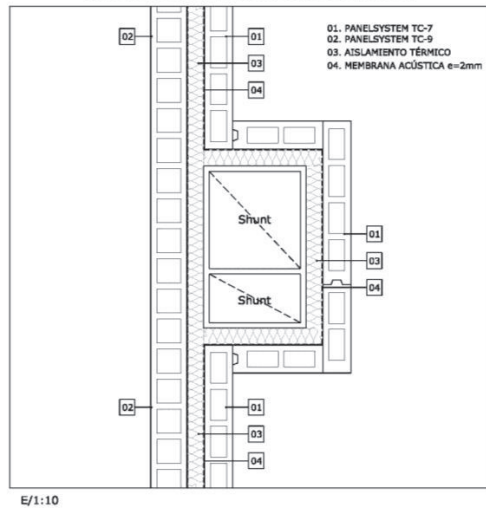 01. PANELSYSTEM TC-7
02. PANELSYSTEM TC-9
03. AISLAMIENTO TÉRMICO
04. MEMBRANA ACÚSTICA e=2mm
02
01
03
04
Shunt
01
03
Shunt
04
02
01
03
04
E/1:10